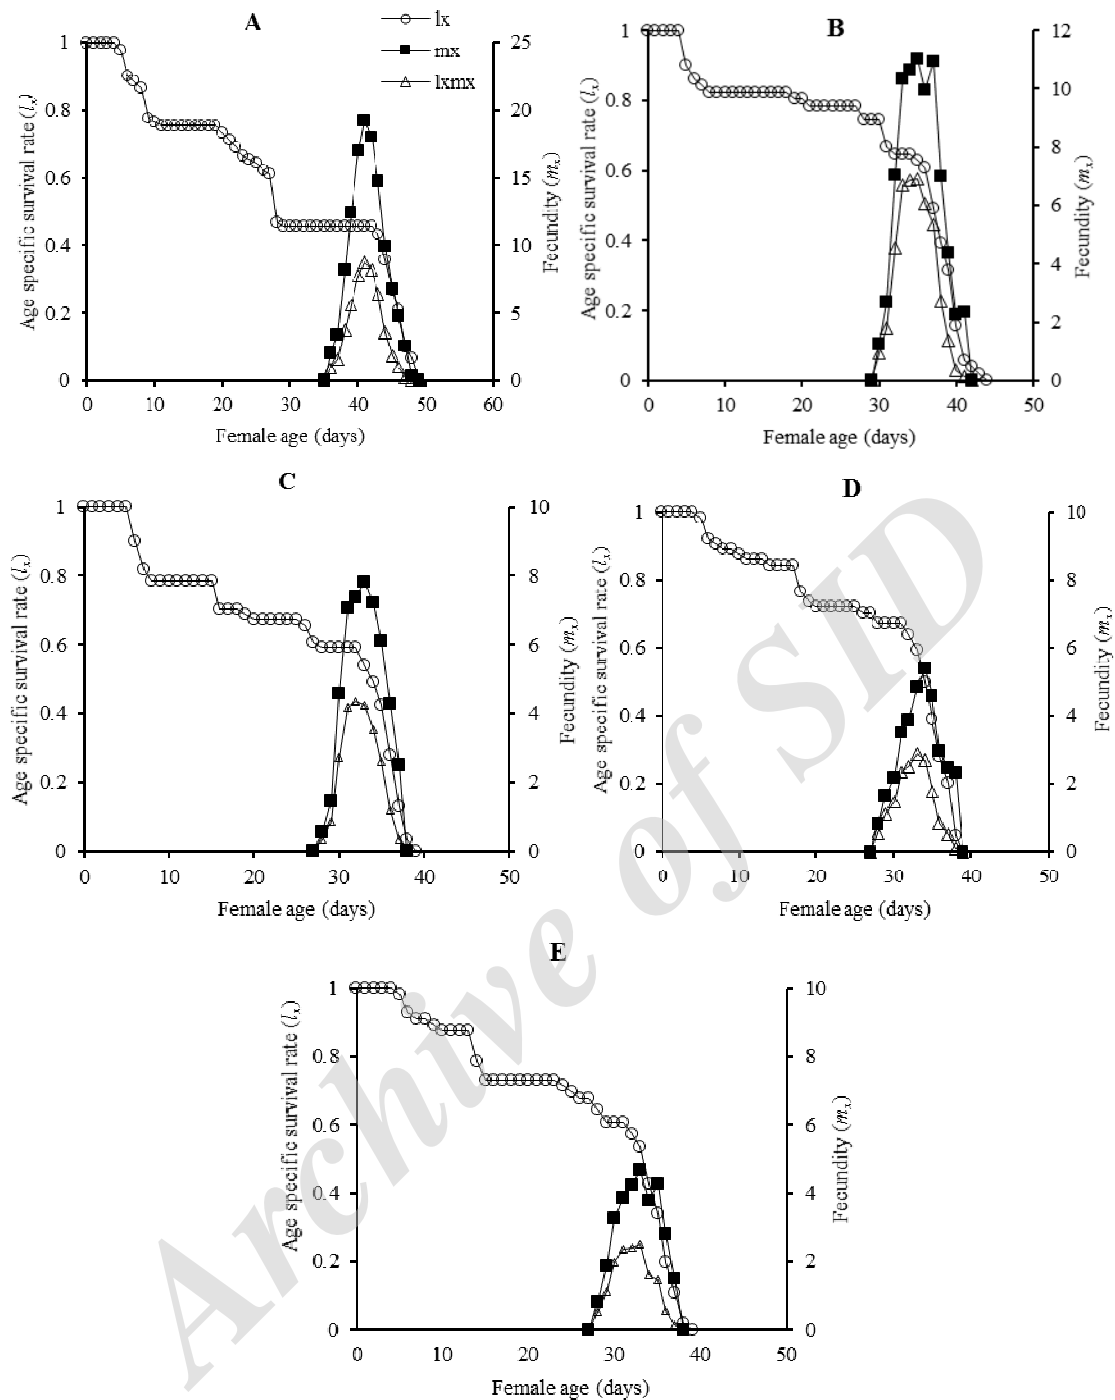 A
lx
mx
lxmx
1
0.8
0.6
0.4
0.2
0
25
20
15
10
5
0
0 10 20 30 40 50 60
Age specific survival rate (lx)
Fecundity (mx)
Female age (days)
B
1
0.8
0.6
0.4
0.2
0
12
10
8
6
4
2
0
0 10 20 30 40 50
Age specific survival rate (lx)
Fecundity (mx)
Female age (days)
C
1
0.8
0.6
0.4
0.2
0
10
8
6
4
2
0
0 10 20 30 40 50
Age specific survival rate (lx)
Fecundity (mx)
Female age (days)
D
1
0.8
0.6
0.4
0.2
0
10
8
6
4
2
0
0 10 20 30 40 50
Age specific survival rate (lx)
Fecundity (mx)
Female age (days)
E
1
0.8
0.6
0.4
0.2
0
10
8
6
4
2
0
0 10 20 30 40 50
Age specific survival rate (lx)
Fecundity (mx)
Female age (days)
Archive of SID